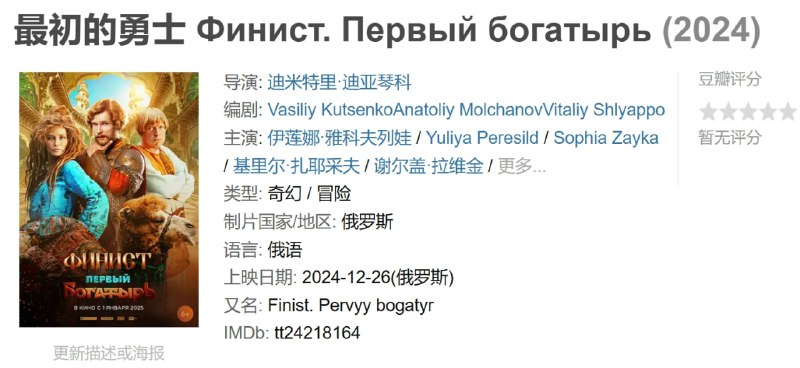 最初的勇士 Финист. Первый богатырь (2024)
导演: 迪米特里·迪亚琴科
编剧: Vasiliy KutsenkoAnatoliy MolchanovVitaliy Shlyappo
主演: 伊莲娜·雅科夫列娃 / Yuliya Peresild / Sophia Zayka
/ 基里尔·扎耶采夫 / 谢尔盖·拉维金 / 更多...
类型: 奇幻 / 冒险
制片国家/地区: 俄罗斯
语言: 俄语
上映日期: 2024-12-26(俄罗斯)
又名: Finist. Pervyy bogatyr
IMDb: tt24218164
豆瓣评分
暂无评分
ФИНИСТ
ПЕРВЫЙ
БОГАТЫРЬ
В КИНО С 1 ЯНВАРЯ 2025
6+
更新描述或海报